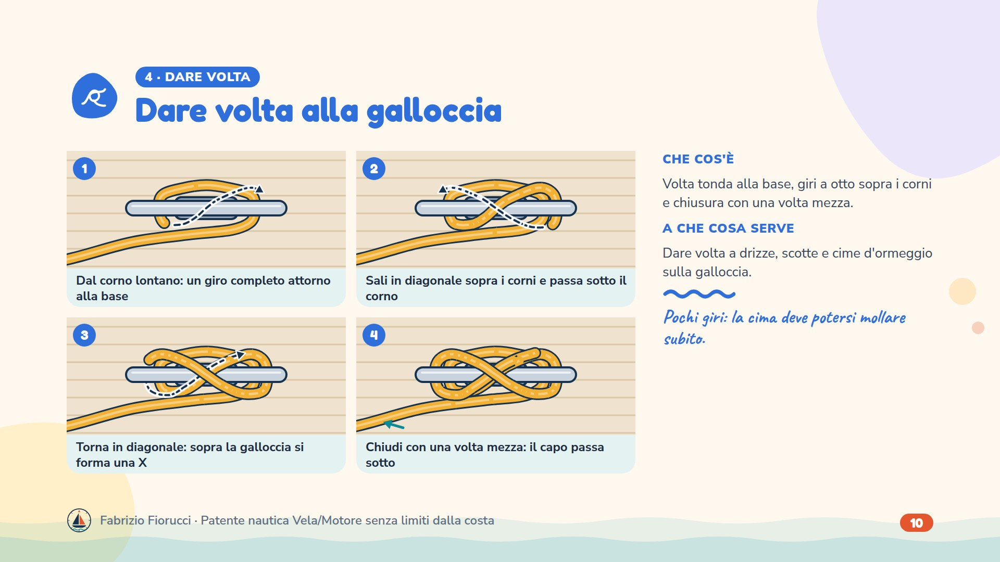 4 · DARE VOLTA
Dare volta alla galloccia
1
Dal corno lontano: un giro completo attorno
alla base
2
Sali in diagonale sopra i corni e passa sotto il
corno
3
Torna in diagonale: sopra la galloccia si
forma una X
4
Chiudi con una volta mezza: il capo passa
sotto
CHE COS'È
Volta tonda alla base, giri a otto sopra i corni
e chiusura con una volta mezza.
A CHE COSA SERVE
Dare volta a drizze, scotte e cime d'ormeggio
sulla galloccia.
Pochi giri: la cima deve potersi mollare
subito.
Fabrizio Fiorucci · Patente nautica Vela/Motore senza limiti dalla costa
10